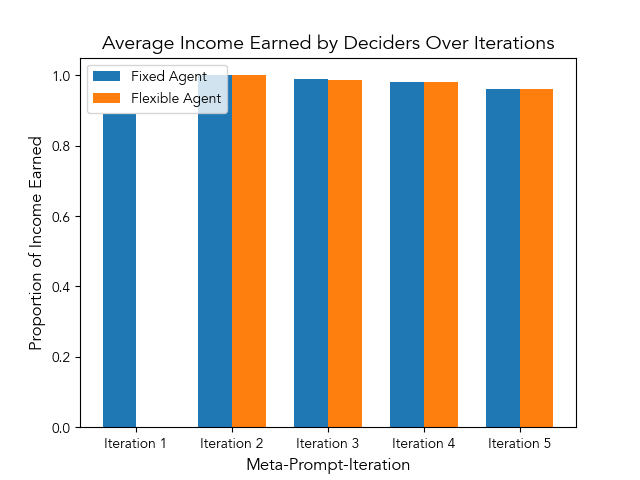 Average Income Earned by Deciders Over Iterations
Fixed Agent
Flexible Agent
Proportion of Income Earned
1.0
0.8
0.6
0.4
0.2
0.0
Iteration 1
Iteration 2
Iteration 3
Iteration 4
Iteration 5
Meta-Prompt-Iteration